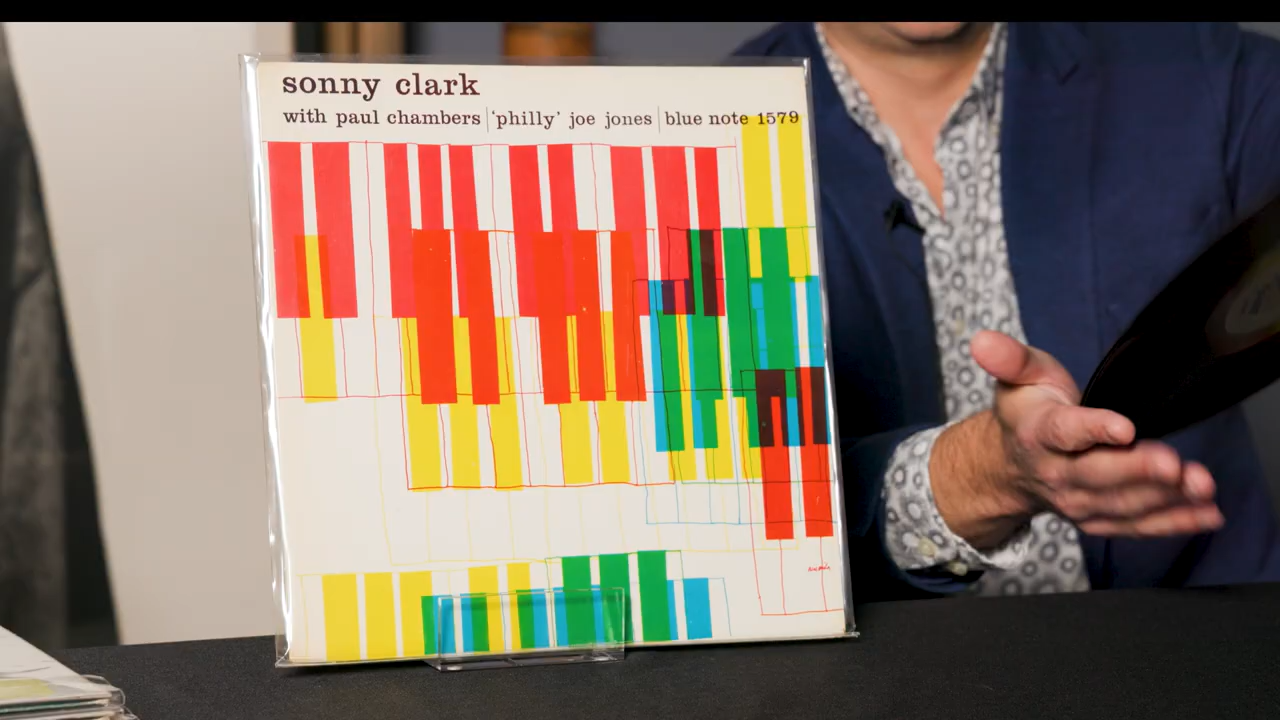 sonny clark
with paul chambers | 'philly' joe jones | blue note 1579